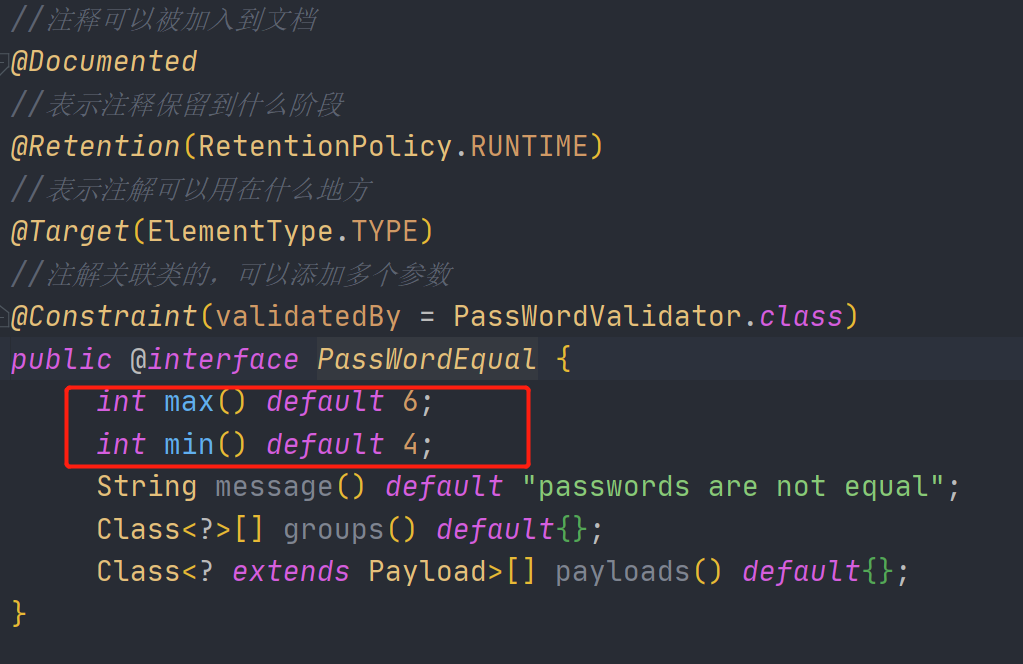 //注释可以被加入到文档
@Documented
//表示注释保留到什么阶段
@Retention(RetentionPolicy.RUNTIME)
//表示注解可以用在什么地方
@Target(ElementType.TYPE)
//注解关联类的，可以添加多个参数
@Constraint(validatedBy = PassWordValidator.class)
public @interface PassWordEqual {
    int max() default 6;
    int min() default 4;
    String message() default "passwords are not equal";
    Class<?>[] groups() default{};
    Class<? extends Payload>[] payloads() default{};
}